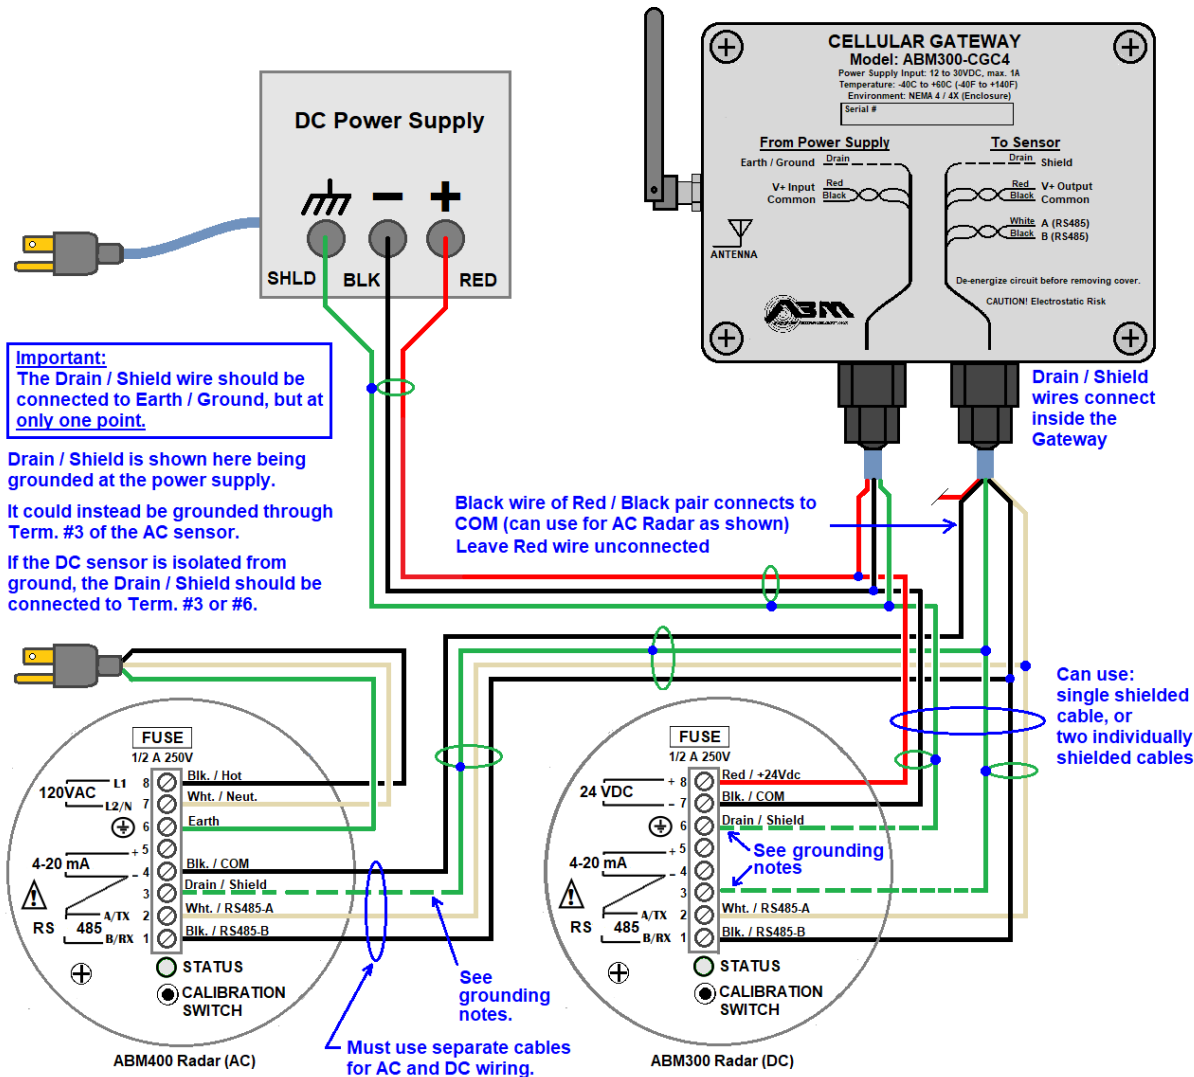 DC Power Supply
SHLD
BLK
RED
CELLULAR GATEWAY
Model: ABM300-CGC4
Power Supply Input: 12 to 30VDC, max. 1A
Temperature: -40C to +60C (-40F to +140F)
Environment: NEMA 4 / 4X (Enclosure)
Serial #
From Power Supply
Earth / Ground
Drain
V+ Input
Red
Common
Black
To Sensor
Drain
Shield
Red
V+ Output
Black
Common
White
A (RS485)
Black
B (RS485)
ANTENNA
De-energize circuit before removing cover.
CAUTION! Electrostatic Risk
ABM
Important:
The Drain / Shield wire should be
connected to Earth / Ground, but at
only one point.
Drain / Shield is shown here being
grounded at the power supply.
It could instead be grounded through
Term. #3 of the AC sensor.
If the DC sensor is isolated from
ground, the Drain / Shield should be
connected to Term. #3 or #6.
Drain / Shield
wires connect
inside the
Gateway
Black wire of Red / Black pair connects to
COM (can use for AC Radar as shown)
Leave Red wire unconnected
Can use:
single shielded
cable, or
two individually
shielded cables
FUSE
1/2 A 250V
120VAC
L1
8
Blk. / Hot
L2/N
7
Wht. / Neut.
6
Earth
+ 5
4-20 mA
- 4
Blk. / COM
3
Drain / Shield
A/TX
2
Wht. / RS485-A
RS
485
B/RX
1
Blk. / RS485-B
STATUS
CALIBRATION
SWITCH
ABM400 Radar (AC)
See
grounding
notes.
Must use separate cables
for AC and DC wiring.
FUSE
1/2 A 250V
24 VDC
+ 8
Red / +24Vdc
- 7
Blk. / COM
6
Drain / Shield
+ 5
4-20 mA
- 4
See grounding
notes
3
A/TX
2
Wht. / RS485-A
RS
485
B/RX
1
Blk. / RS485-B
STATUS
CALIBRATION
SWITCH
ABM300 Radar (DC)